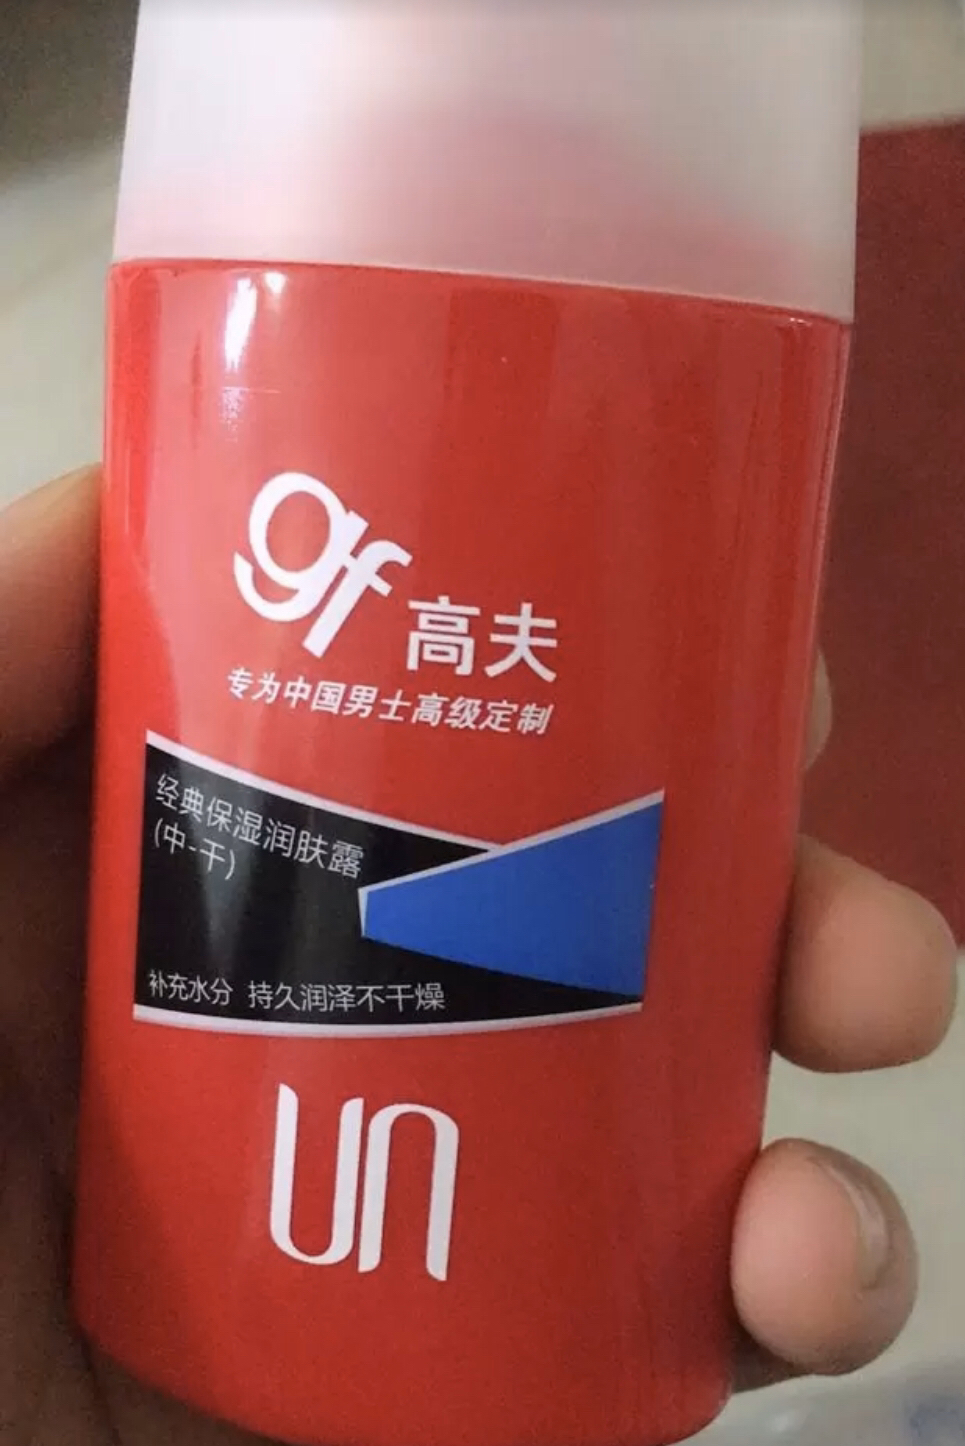 gf 高夫
专为中国男士高级定制
经典保湿润肤露
(中-干)
补充水分 持久润泽不干燥
un